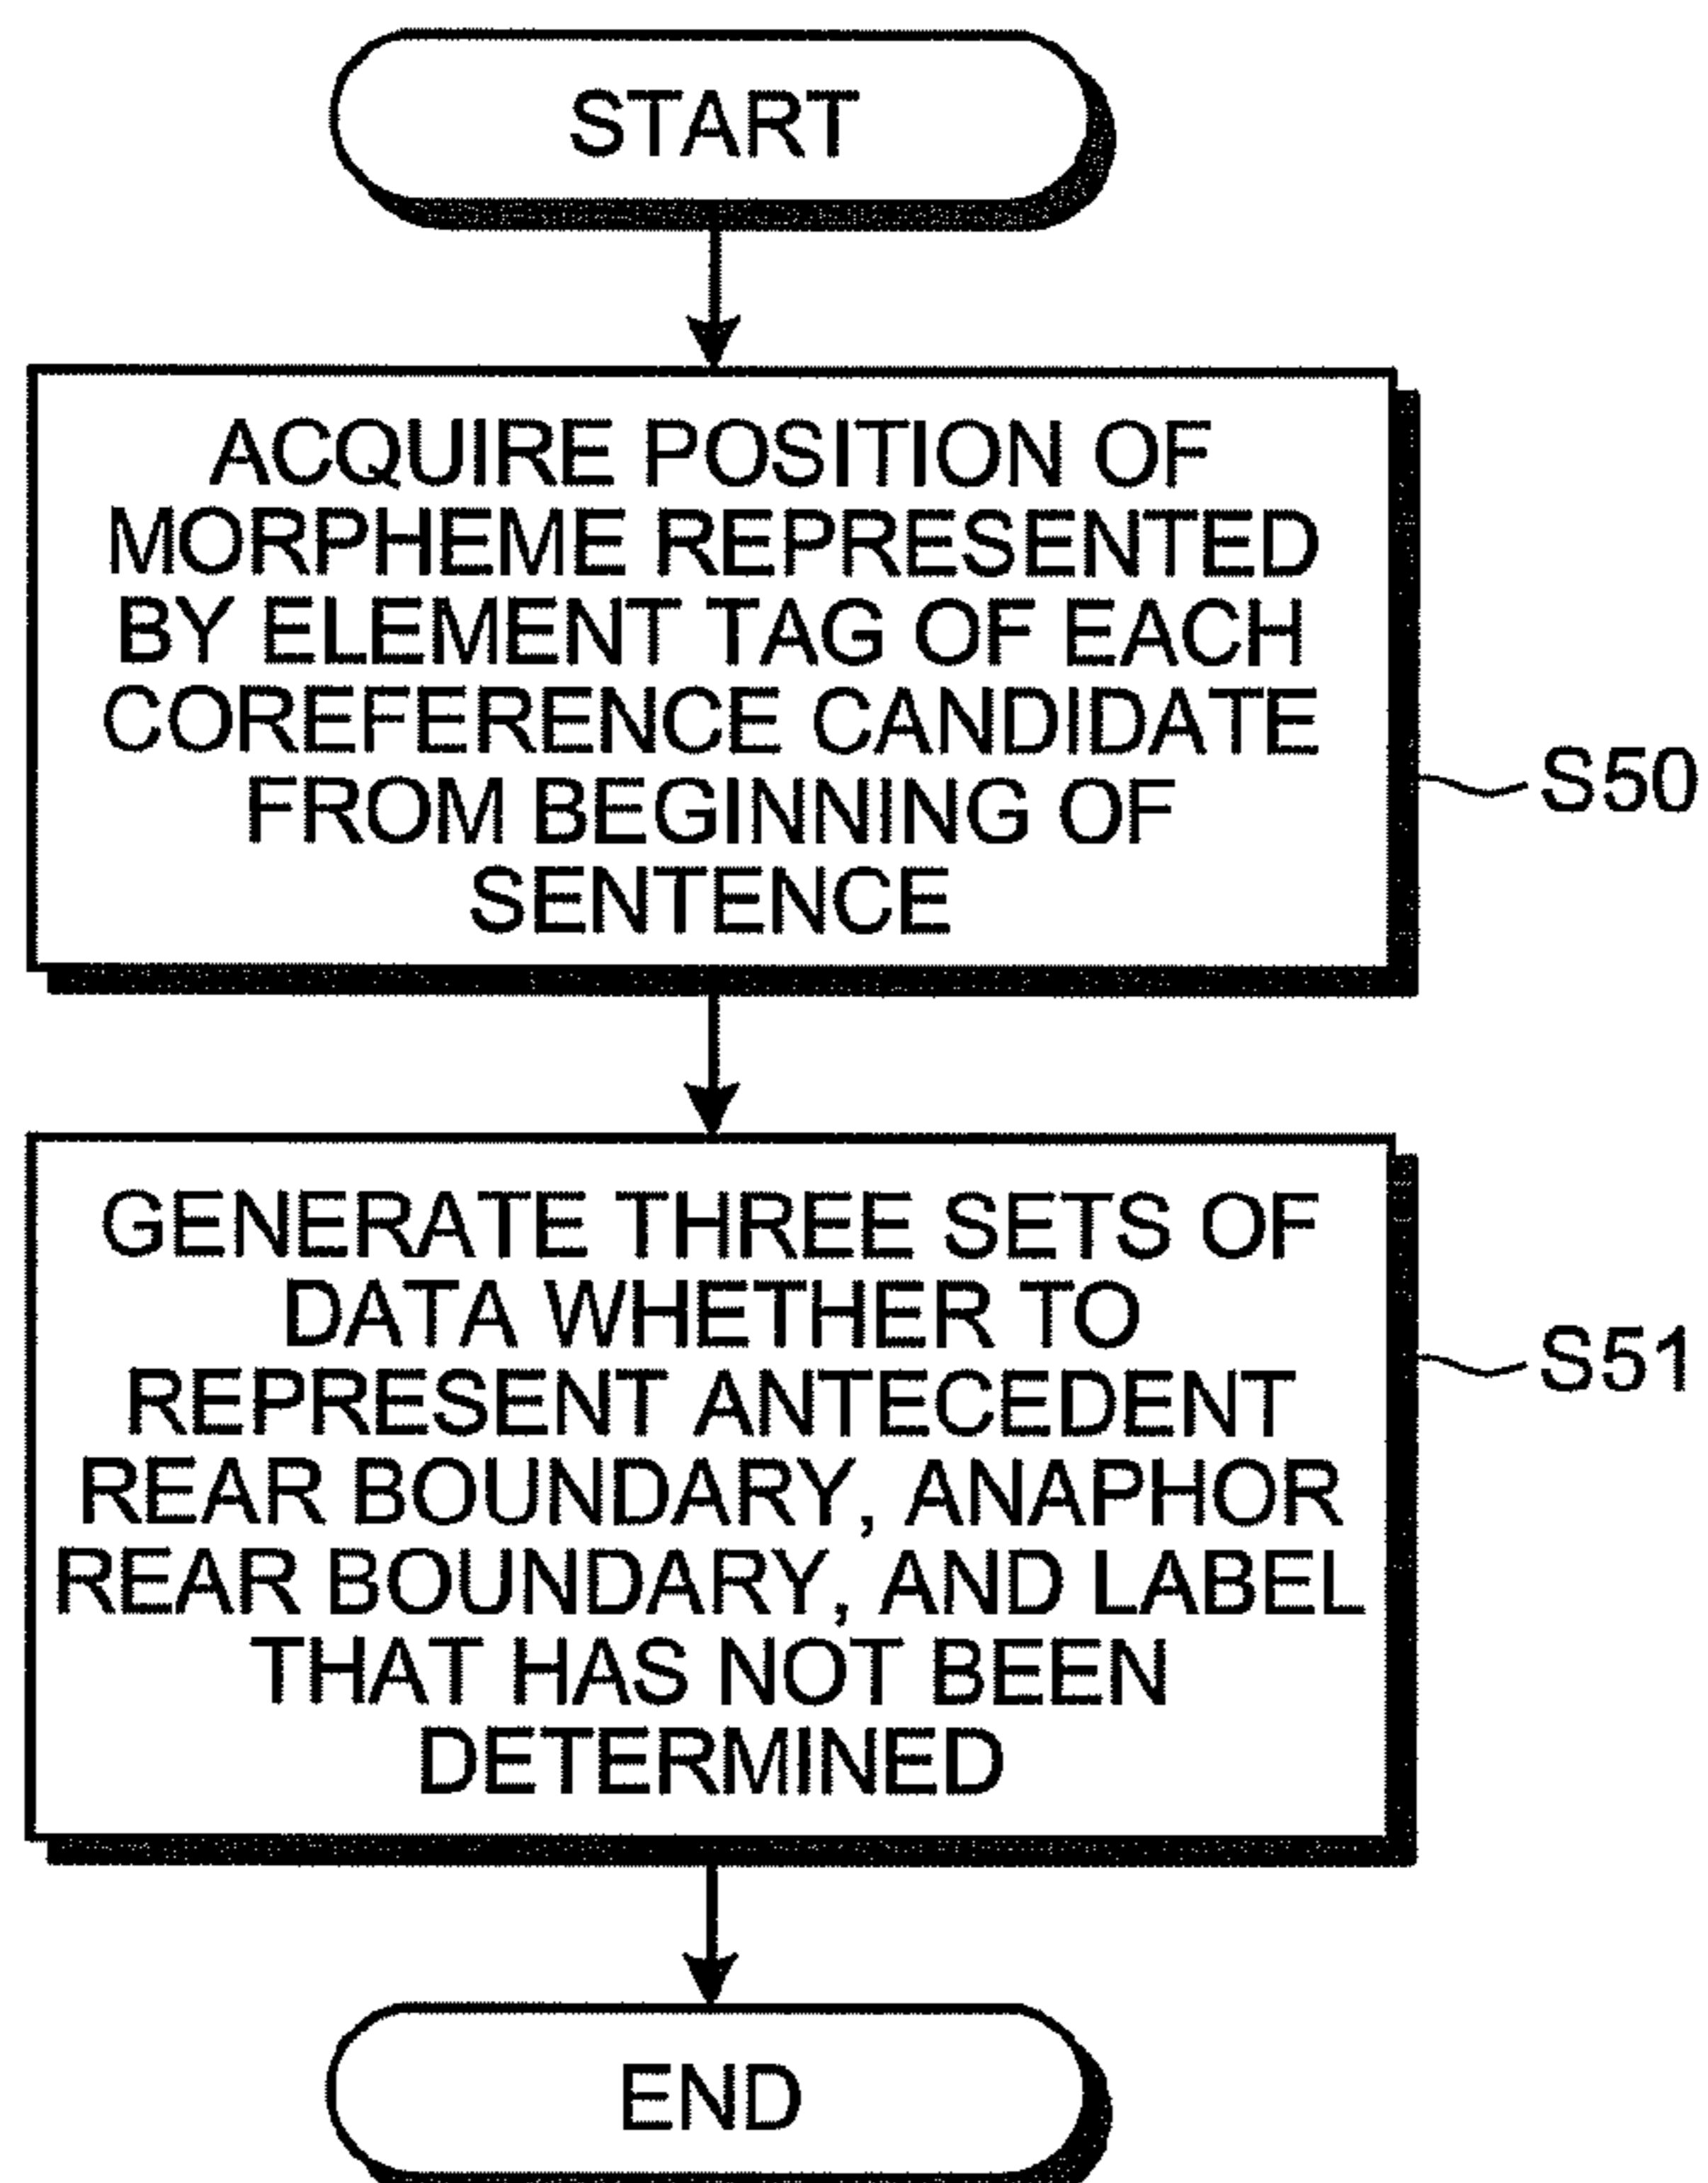 START
ACQUIRE POSITION OF
MORPHEME REPRESENTED
BY ELEMENT TAG OF EACH
COREFERENCE CANDIDATE
FROM BEGINNING OF
SENTENCE
S50
GENERATE THREE SETS OF
DATA WHETHER TO
REPRESENT ANTECEDENT
REAR BOUNDARY, ANAPHOR
REAR BOUNDARY, AND LABEL
THAT HAS NOT BEEN
DETERMINED
S51
END